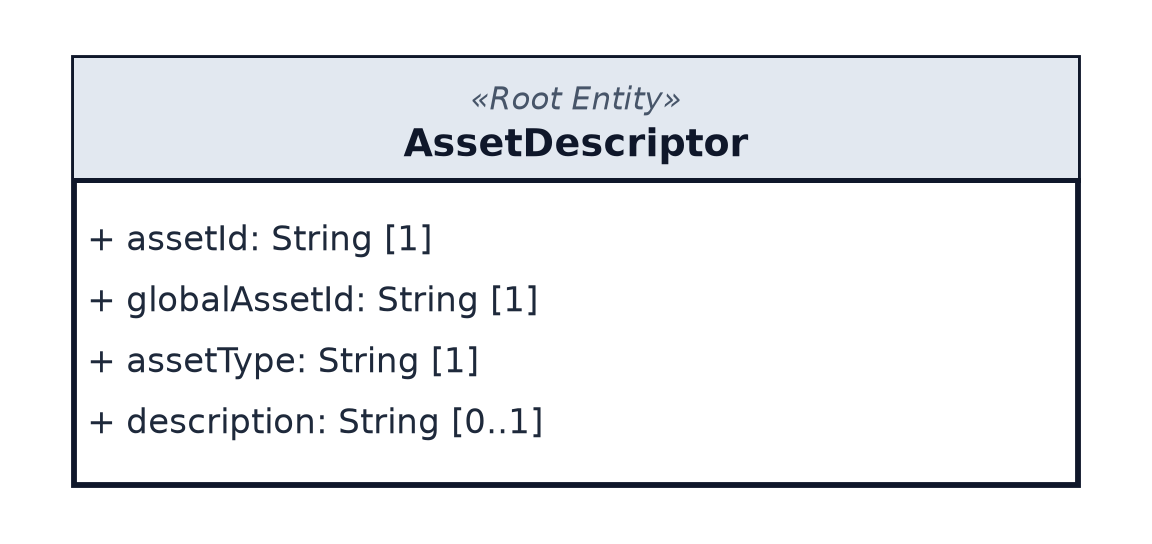 «Root Entity»
AssetDescriptor
+ assetId: String [1]
+ globalAssetId: String [1]
+ assetType: String [1]
+ description: String [0..1]